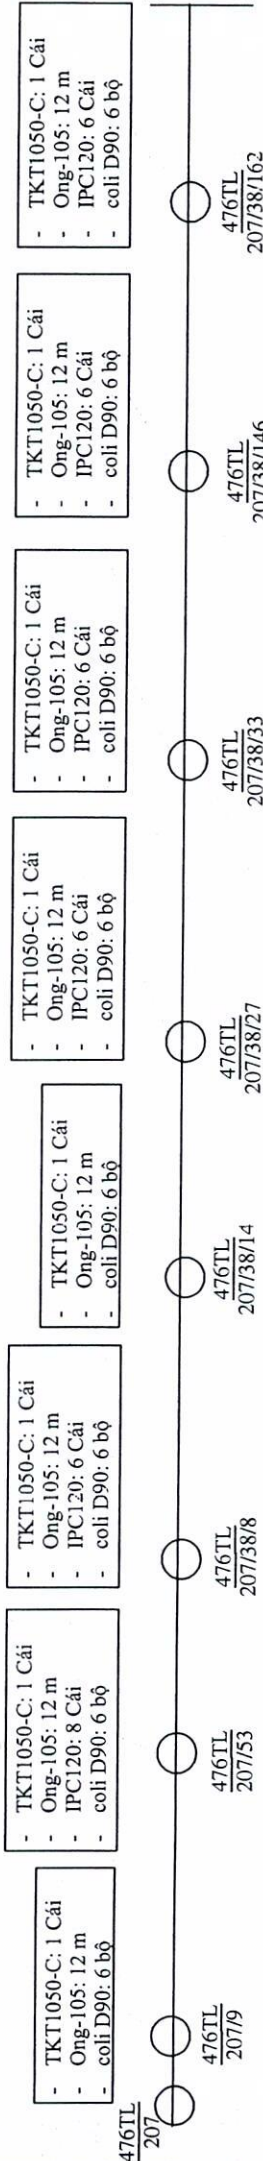 - TKT1050-C: 1 Cái
- Ong-105: 12 m
- coli D90: 6 bộ
- TKT1050-C: 1 Cái
- Ong-105: 12 m
- IPC120: 8 Cái
- coli D90: 6 bộ
- TKT1050-C: 1 Cái
- Ong-105: 12 m
- IPC120: 6 Cái
- coli D90: 6 bộ
- TKT1050-C: 1 Cái
- Ong-105: 12 m
- coli D90: 6 bộ
- TKT1050-C: 1 Cái
- Ong-105: 12 m
- IPC120: 6 Cái
- coli D90: 6 bộ
- TKT1050-C: 1 Cái
- Ong-105: 12 m
- IPC120: 6 Cái
- coli D90: 6 bộ
- TKT1050-C: 1 Cái
- Ong-105: 12 m
- IPC120: 6 Cái
- coli D90: 6 bộ
- TKT1050-C: 1 Cái
- Ong-105: 12 m
- IPC120: 6 Cái
- coli D90: 6 bộ
476TL
207
476TL
207/9
476TL
207/53
476TL
207/38/8
476TL
207/38/14
476TL
207/38/27
476TL
207/38/33
476TL
207/38/146
476TL
207/38/162